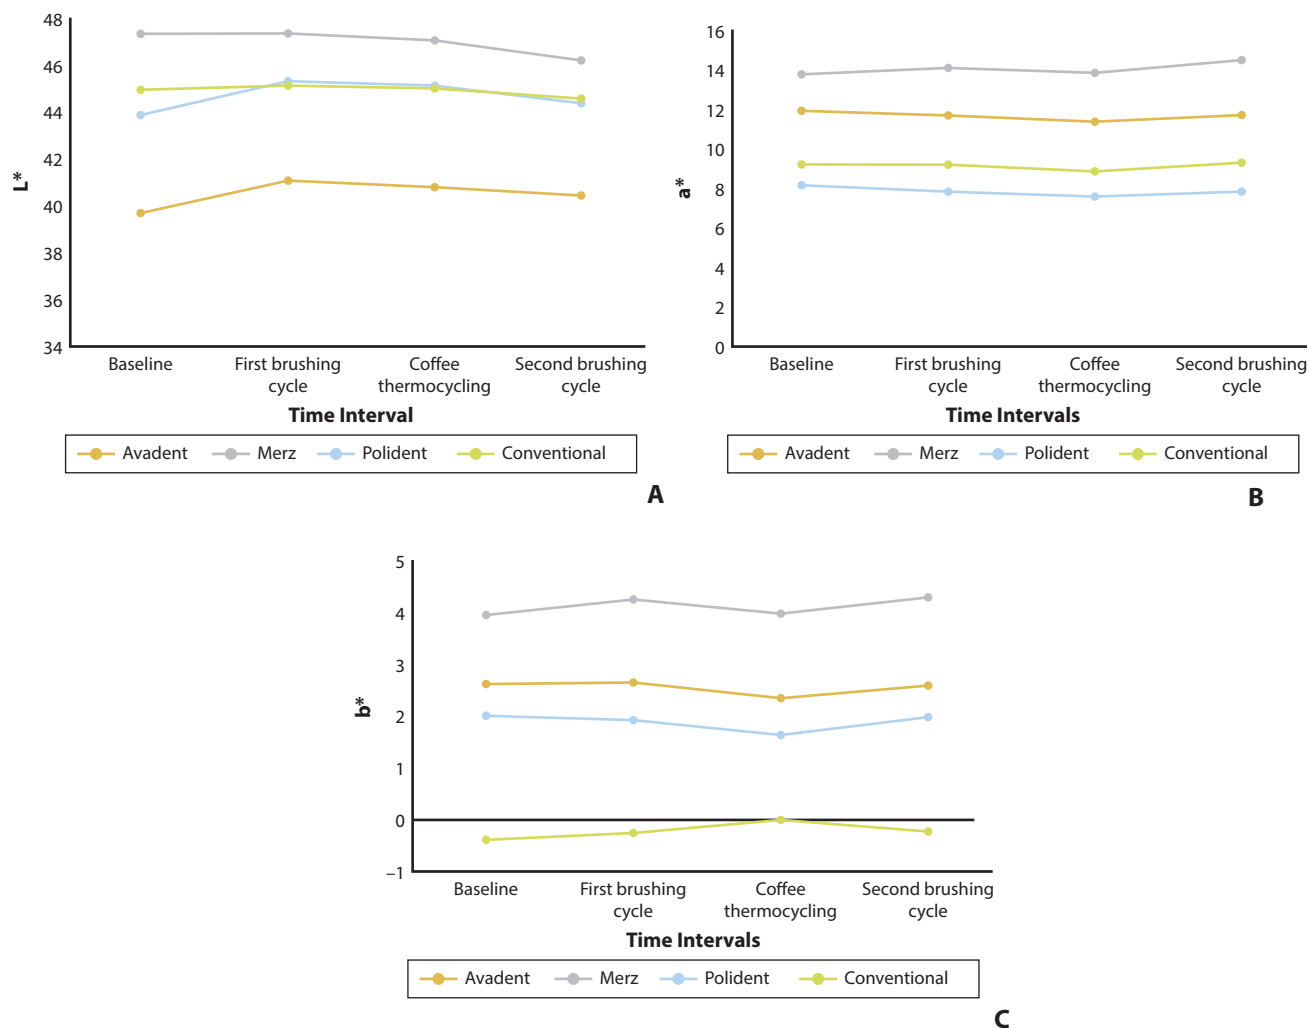 48
46
44
42
40
38
36
34
L*
Baseline
First brushing
cycle
Coffee
thermocycling
Second brushing
cycle
Time Interval
Avadent
Merz
Polident
Conventional
A
16
14
12
10
8
6
4
2
0
a*
Baseline
First brushing
cycle
Coffee
thermocycling
Second brushing
cycle
Time Intervals
Avadent
Merz
Polident
Conventional
B
5
4
3
2
1
0
–1
b*
Baseline
First brushing
cycle
Coffee
thermocycling
Second brushing
cycle
Time Intervals
Avadent
Merz
Polident
Conventional
C